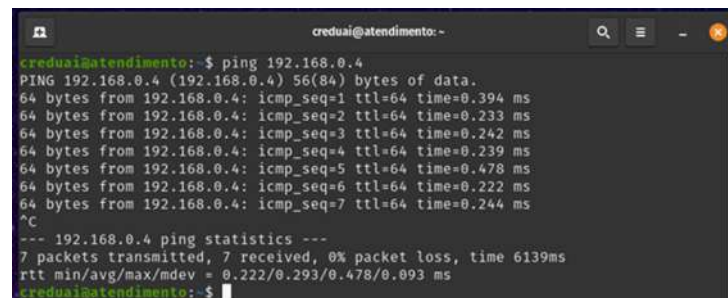 creduai@atendimento: ~
creduai@atendimento:~$ ping 192.168.0.4
PING 192.168.0.4 (192.168.0.4) 56(84) bytes of data.
64 bytes from 192.168.0.4: icmp_seq=1 ttl=64 time=0.394 ms
64 bytes from 192.168.0.4: icmp_seq=2 ttl=64 time=0.233 ms
64 bytes from 192.168.0.4: icmp_seq=3 ttl=64 time=0.242 ms
64 bytes from 192.168.0.4: icmp_seq=4 ttl=64 time=0.239 ms
64 bytes from 192.168.0.4: icmp_seq=5 ttl=64 time=0.478 ms
64 bytes from 192.168.0.4: icmp_seq=6 ttl=64 time=0.222 ms
64 bytes from 192.168.0.4: icmp_seq=7 ttl=64 time=0.244 ms
^C
--- 192.168.0.4 ping statistics ---
7 packets transmitted, 7 received, 0% packet loss, time 6139ms
rtt min/avg/max/mdev = 0.222/0.293/0.478/0.093 ms
creduai@atendimento:~$